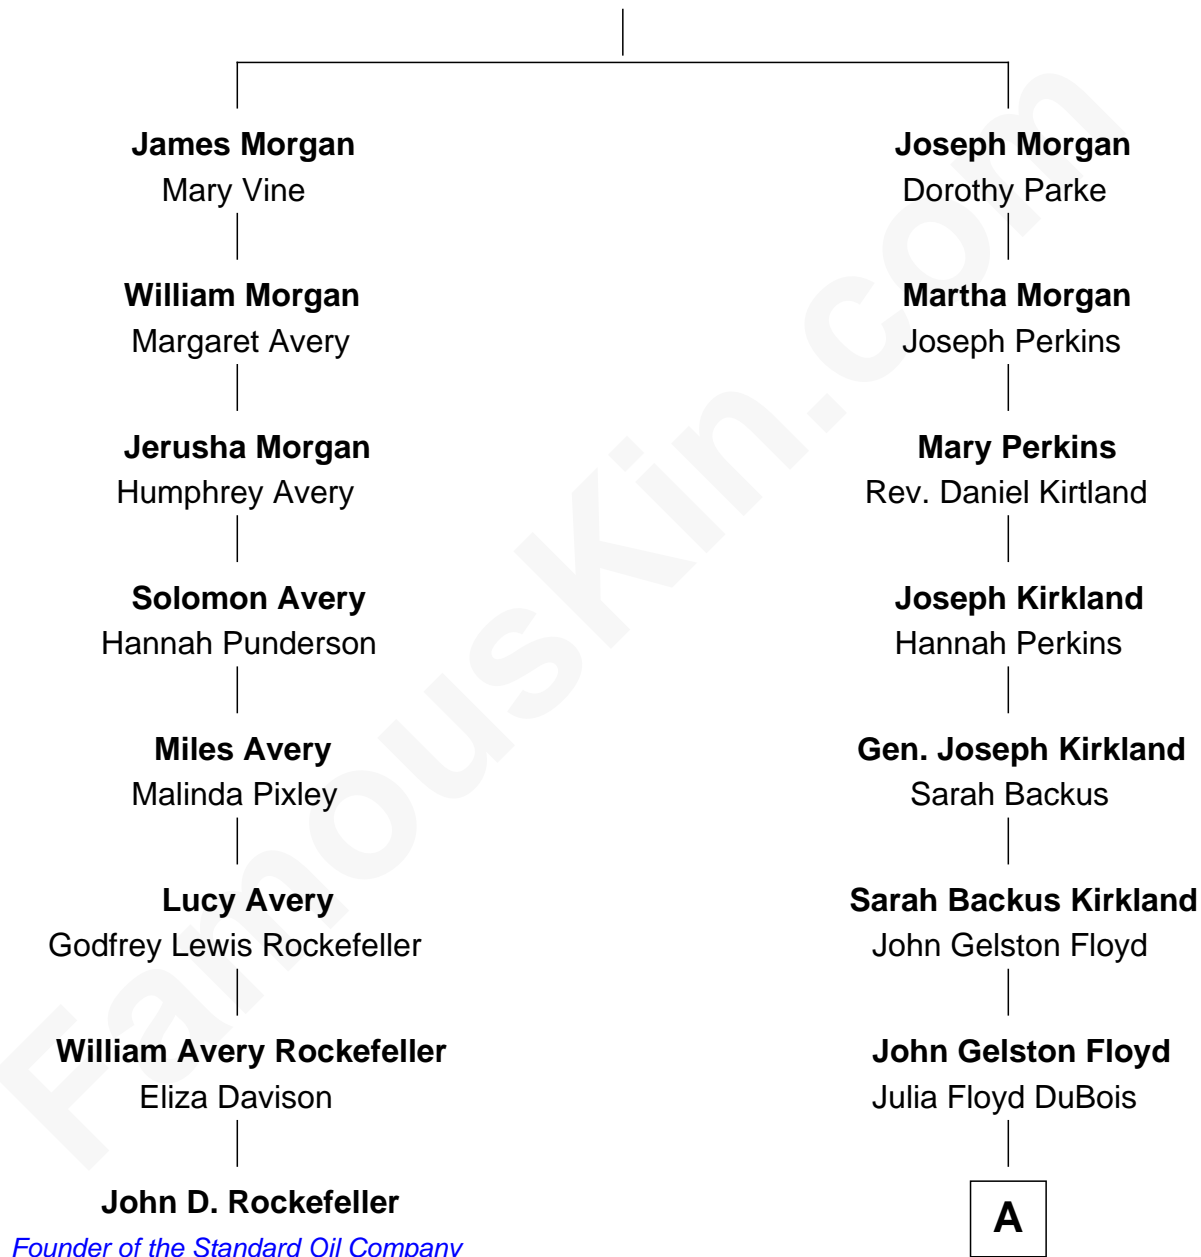 James Morgan
Mary Vine
William Morgan
Margaret Avery
Jerusha Morgan
Humphrey Avery
Solomon Avery
Hannah Punderson
Miles Avery
Malinda Pixley
Lucy Avery
Godfrey Lewis Rockefeller
William Avery Rockefeller
Eliza Davison
John D. Rockefeller
Founder of the Standard Oil Company
Joseph Morgan
Dorothy Parke
Martha Morgan
Joseph Perkins
Mary Perkins
Rev. Daniel Kirtland
Joseph Kirkland
Hannah Perkins
Gen. Joseph Kirkland
Sarah Backus
Sarah Backus Kirkland
John Gelston Floyd
John Gelston Floyd
Julia Floyd DuBois
A
FamousKin.com